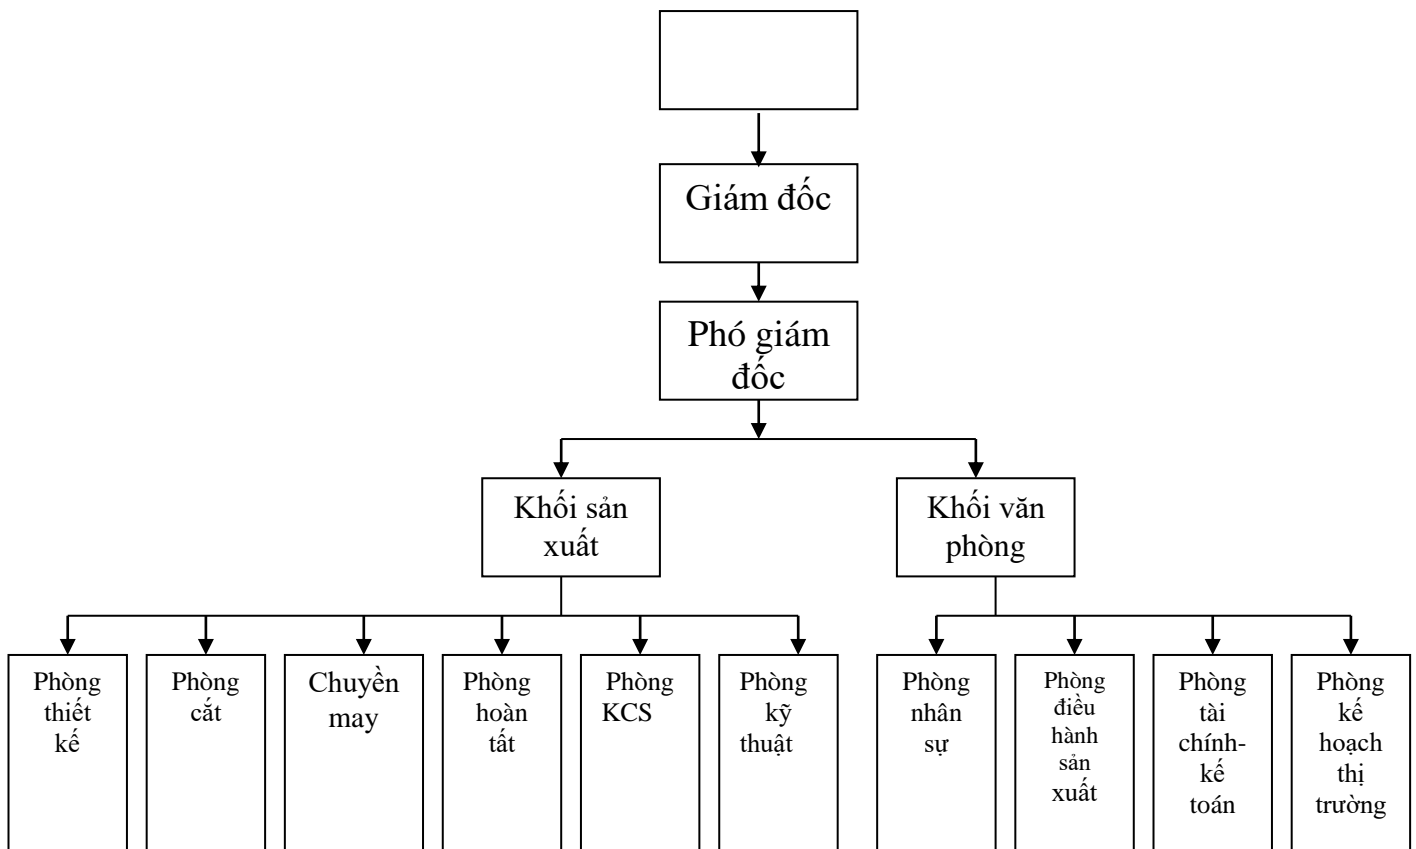 Giám đốc
Phó giám
đốc
Khối sản
xuất
Khối văn
phòng
Phòng
thiết
kế
Phòng
cắt
Chuyền
may
Phòng
hoàn
tất
Phòng
KCS
Phòng
kỹ
thuật
Phòng
nhân
sự
Phòng
điều
hành
sản
xuất
Phòng
tài
chính-
kế
toán
Phòng
kế
hoạch
thị
trường